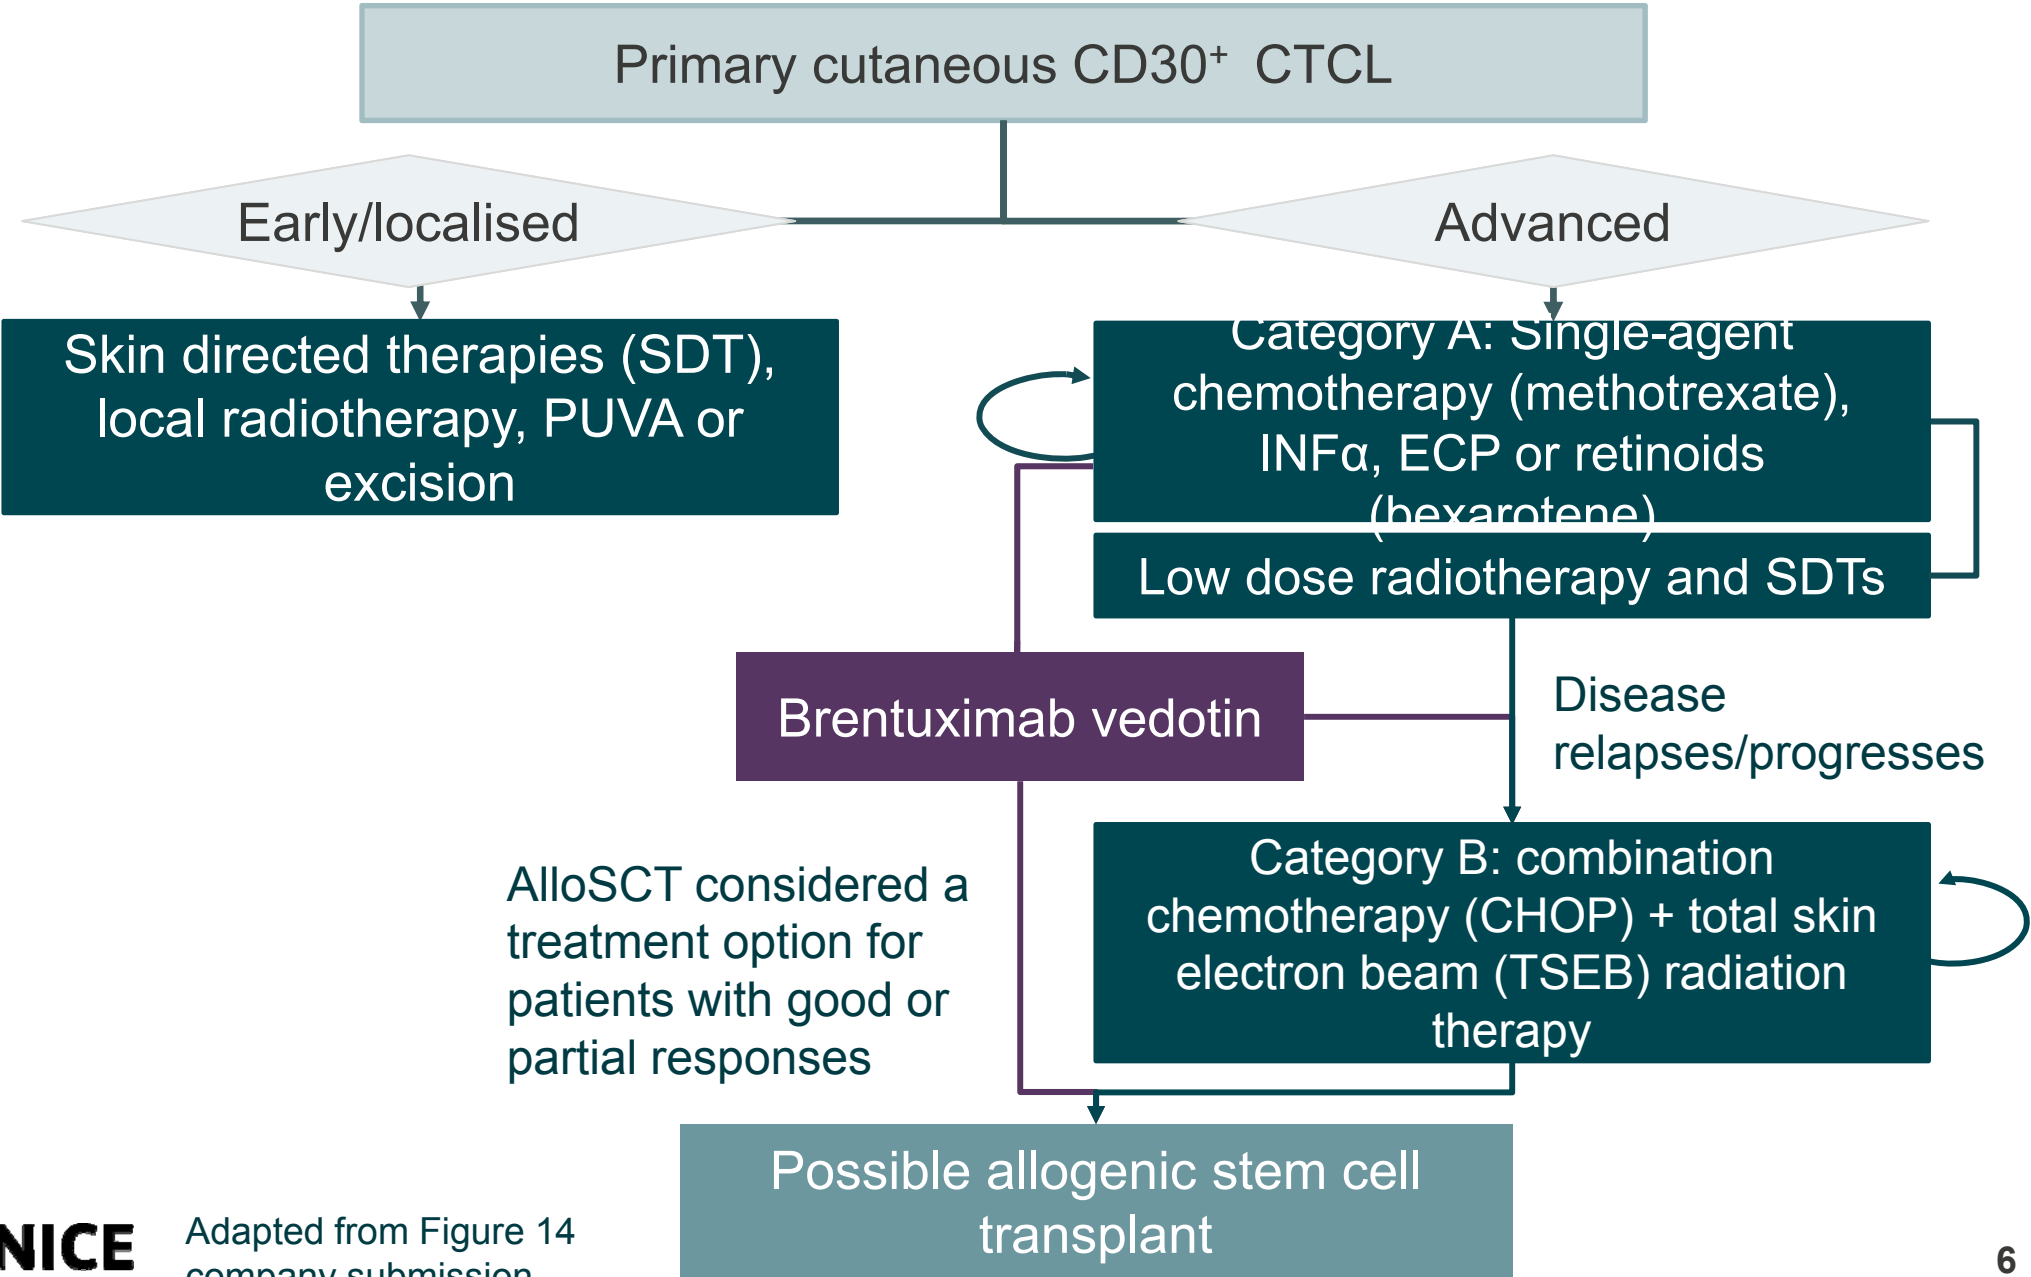 Primary cutaneous CD30⁺ CTCL
Early/localised
Advanced
Skin directed therapies (SDT),
local radiotherapy, PUVA or
excision
Category A: Single-agent
chemotherapy (methotrexate),
INFα, ECP or retinoids
(bexarotene)
Low dose radiotherapy and SDTs
Brentuximab vedotin
Disease
relapses/progresses
AlloSCT considered a
treatment option for
patients with good or
partial responses
Category B: combination
chemotherapy (CHOP) + total skin
electron beam (TSEB) radiation
therapy
Possible allogenic stem cell
transplant
NICE
Adapted from Figure 14
company submission
6